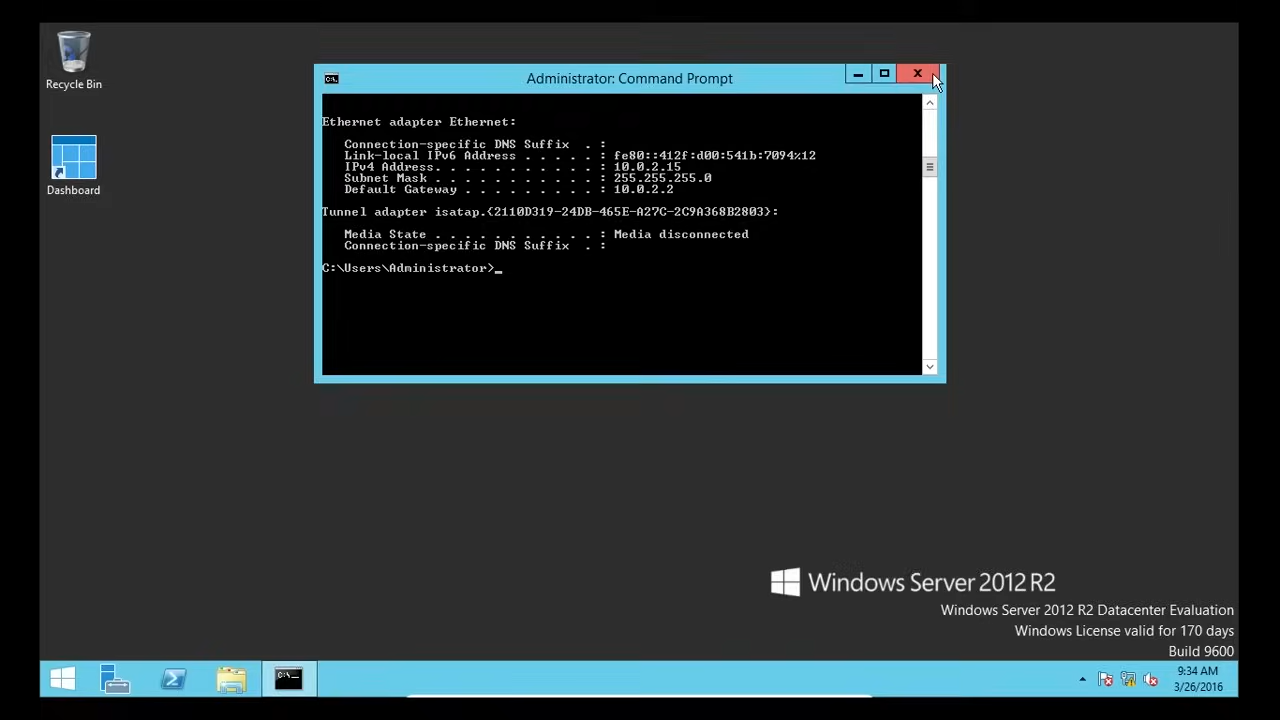 Recycle Bin
Dashboard
Administrator: Command Prompt
Ethernet adapter Ethernet:
Connection-specific DNS Suffix . :
Link-local IPv6 Address . . . . . : fe80::412f:d00:541b:7094%12
IPv4 Address. . . . . . . . . . . : 10.0.2.15
Subnet Mask . . . . . . . . . . . : 255.255.255.0
Default Gateway . . . . . . . . . : 10.0.2.2
Tunnel adapter isatap.{2110D319-24DB-465E-A27C-2C9A368B2803}:
Media State . . . . . . . . . . . : Media disconnected
Connection-specific DNS Suffix . :
C:\Users\Administrator>_
Windows Server 2012 R2
Windows Server 2012 R2 Datacenter Evaluation
Windows License valid for 170 days
Build 9600
9:34 AM
3/26/2016